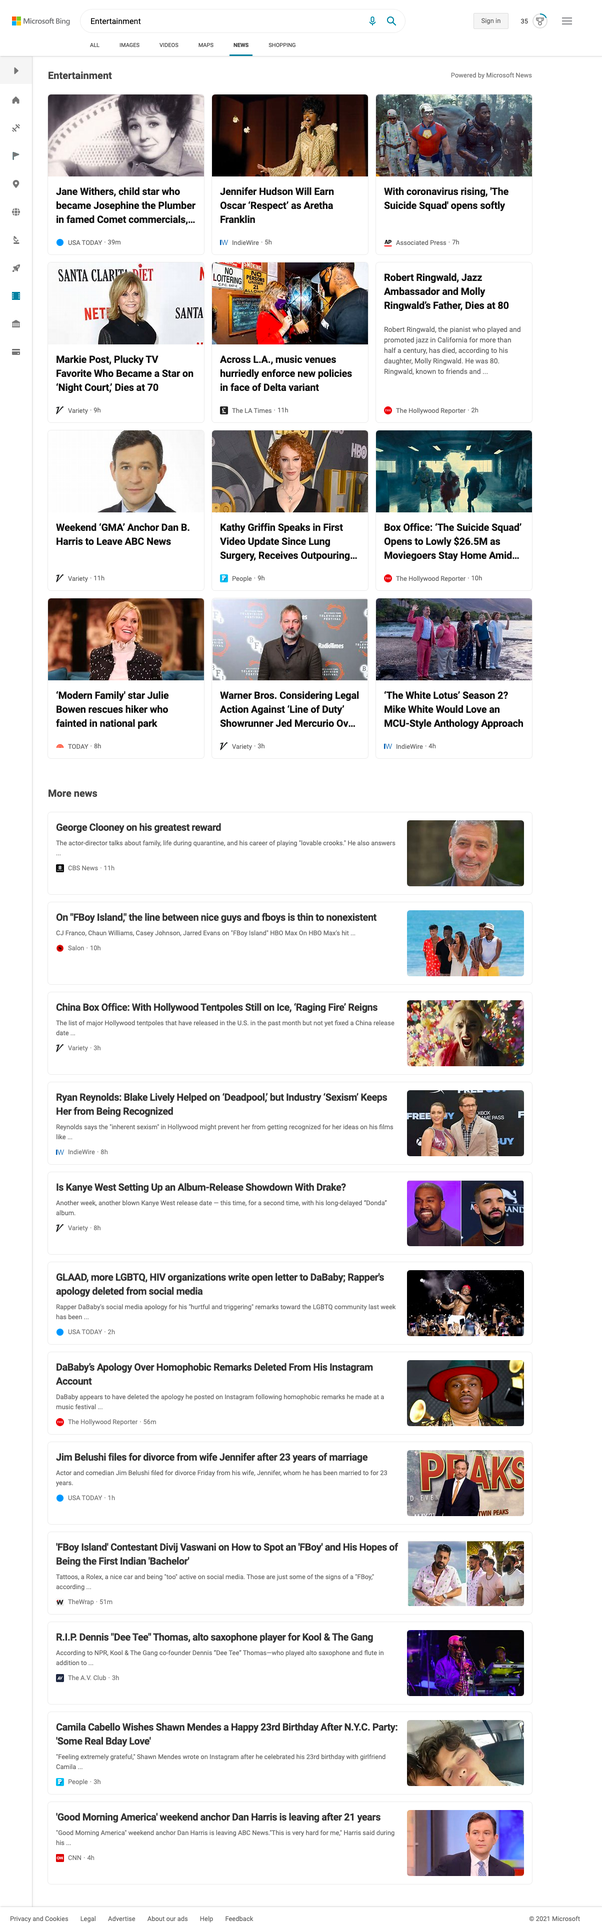 Microsoft Bing
Entertainment
Sign in
35
ALL
IMAGES
VIDEOS
MAPS
NEWS
SHOPPING
Entertainment
Powered by Microsoft News
Jane Withers, child star who
became Josephine the Plumber
in famed Comet commercials,...
USA TODAY · 39m
Jennifer Hudson Will Earn
Oscar ‘Respect’ as Aretha
Franklin
IW IndieWire · 5h
With coronavirus rising, 'The
Suicide Squad' opens softly
AP Associated Press · 7h
SANTA CLARITA DIET
NETF
SANTA
Markie Post, Plucky TV
Favorite Who Became a Star on
‘Night Court,’ Dies at 70
Variety · 9h
NO
LOITERING
Across L.A., music venues
hurriedly enforce new policies
in face of Delta variant
The LA Times · 11h
Robert Ringwald, Jazz
Ambassador and Molly
Ringwald’s Father, Dies at 80
Robert Ringwald, the pianist who played and
promoted jazz in California for more than
half a century, has died, according to his
daughter, Molly Ringwald. He was 80.
Ringwald, known to friends and ...
The Hollywood Reporter · 2h
Weekend ‘GMA’ Anchor Dan B.
Harris to Leave ABC News
Variety · 11h
Kathy Griffin Speaks in First
Video Update Since Lung
Surgery, Receives Outpouring...
People · 9h
Box Office: ‘The Suicide Squad’
Opens to Lowly $26.5M as
Moviegoers Stay Home Amid...
The Hollywood Reporter · 10h
‘Modern Family’ star Julie
Bowen rescues hiker who
fainted in national park
TODAY · 8h
Warner Bros. Considering Legal
Action Against ‘Line of Duty’
Showrunner Jed Mercurio Ov...
Variety · 3h
‘The White Lotus’ Season 2?
Mike White Would Love an
MCU-Style Anthology Approach
IW IndieWire · 4h
More news
George Clooney on his greatest reward
The actor-director talks about family, life during quarantine, and his career of playing "lovable crooks." He also answers
...
CBS News · 11h
On "FBoy Island," the line between nice guys and fboys is thin to nonexistent
CJ Franco, Chaun Williams, Casey Johnson, Jarred Evans on "FBoy Island" HBO Max On HBO Max's hit ...
Salon · 10h
China Box Office: With Hollywood Tentpoles Still on Ice, ‘Raging Fire’ Reigns
The list of major Hollywood tentpoles that have released in the U.S. in the past month but not yet fixed a China release
date ...
Variety · 3h
Ryan Reynolds: Blake Lively Helped on ‘Deadpool,’ but Industry ‘Sexism’ Keeps
Her from Being Recognized
Reynolds says the "inherent sexism" in Hollywood might prevent her from getting recognized for her ideas on his films
like ...
IW IndieWire · 8h
Is Kanye West Setting Up an Album-Release Showdown With Drake?
Another week, another blown Kanye West release date — this time, for a second time, with his long-delayed "Donda"
album.
Variety · 8h
GLAAD, more LGBTQ, HIV organizations write open letter to DaBaby; Rapper's
apology deleted from social media
Rapper DaBaby's social media apology for his "hurtful and triggering" remarks toward the LGBTQ community last week
has been ...
USA TODAY · 2h
DaBaby’s Apology Over Homophobic Remarks Deleted From His Instagram
Account
DaBaby appears to have deleted the apology he posted on Instagram following homophobic remarks he made at a
music festival ...
The Hollywood Reporter · 56m
Jim Belushi files for divorce from wife Jennifer after 23 years of marriage
Actor and comedian Jim Belushi filed for divorce Friday from his wife, Jennifer, whom he has been married to for 23
years.
USA TODAY · 1h
PEAKS
TWIN PEAKS
'FBoy Island' Contestant Divij Vaswani on How to Spot an 'FBoy' and His Hopes of
Being the First Indian 'Bachelor'
Tattoos, a Rolex, a nice car and being "too" active on social media. Those are just some of the signs of a "FBoy,"
according ...
TheWrap · 51m
R.I.P. Dennis "Dee Tee" Thomas, alto saxophone player for Kool & The Gang
According to NPR, Kool & The Gang co-founder Dennis "Dee Tee" Thomas—who played alto saxophone and flute in
addition to ...
The A.V. Club · 3h
Camila Cabello Wishes Shawn Mendes a Happy 23rd Birthday After N.Y.C. Party:
'Some Real Bday Love'
"Feeling extremely grateful," Shawn Mendes wrote on Instagram after he celebrated his 23rd birthday with girlfriend
Camila ...
People · 3h
'Good Morning America' weekend anchor Dan Harris is leaving after 21 years
"Good Morning America" weekend anchor Dan Harris is leaving ABC News."This is very hard for me," Harris said during
his ...
CNN · 4h
Privacy and Cookies
Legal
Advertise
About our ads
Help
Feedback
© 2021 Microsoft